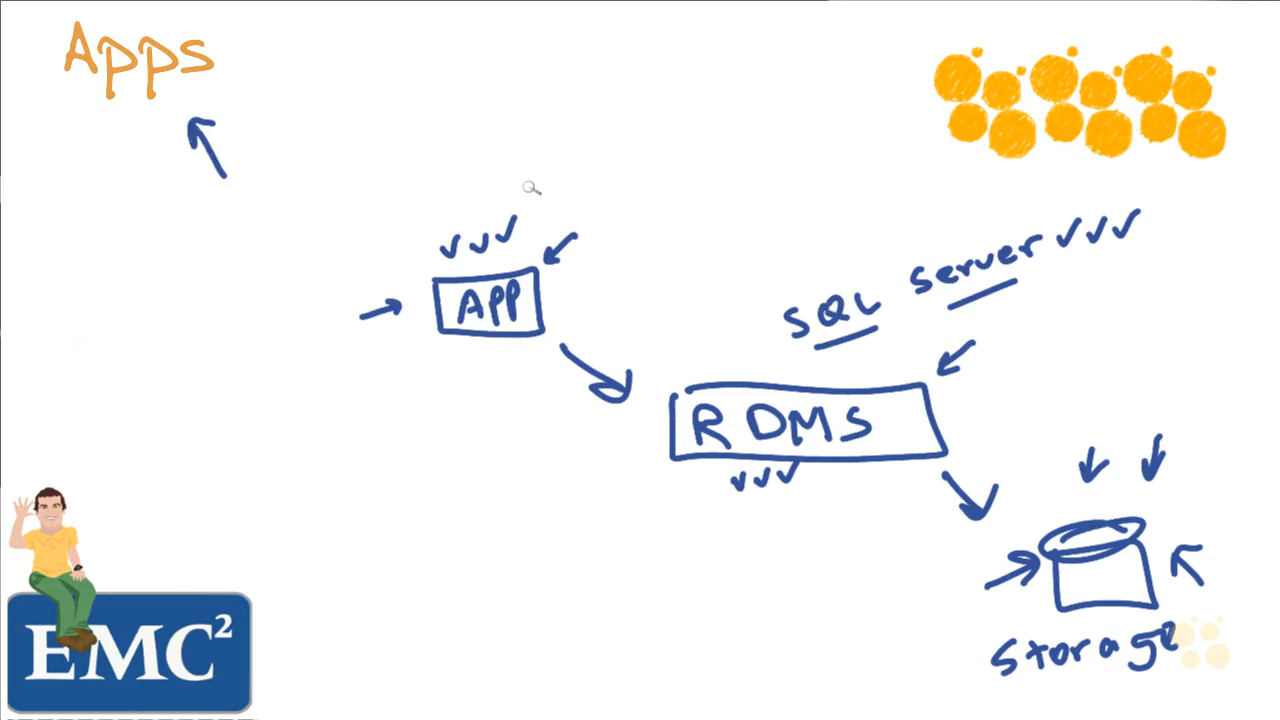 Apps
✓✓✓
APP
SQL Server ✓✓✓
RDMS
✓✓✓
Storage
EMC²